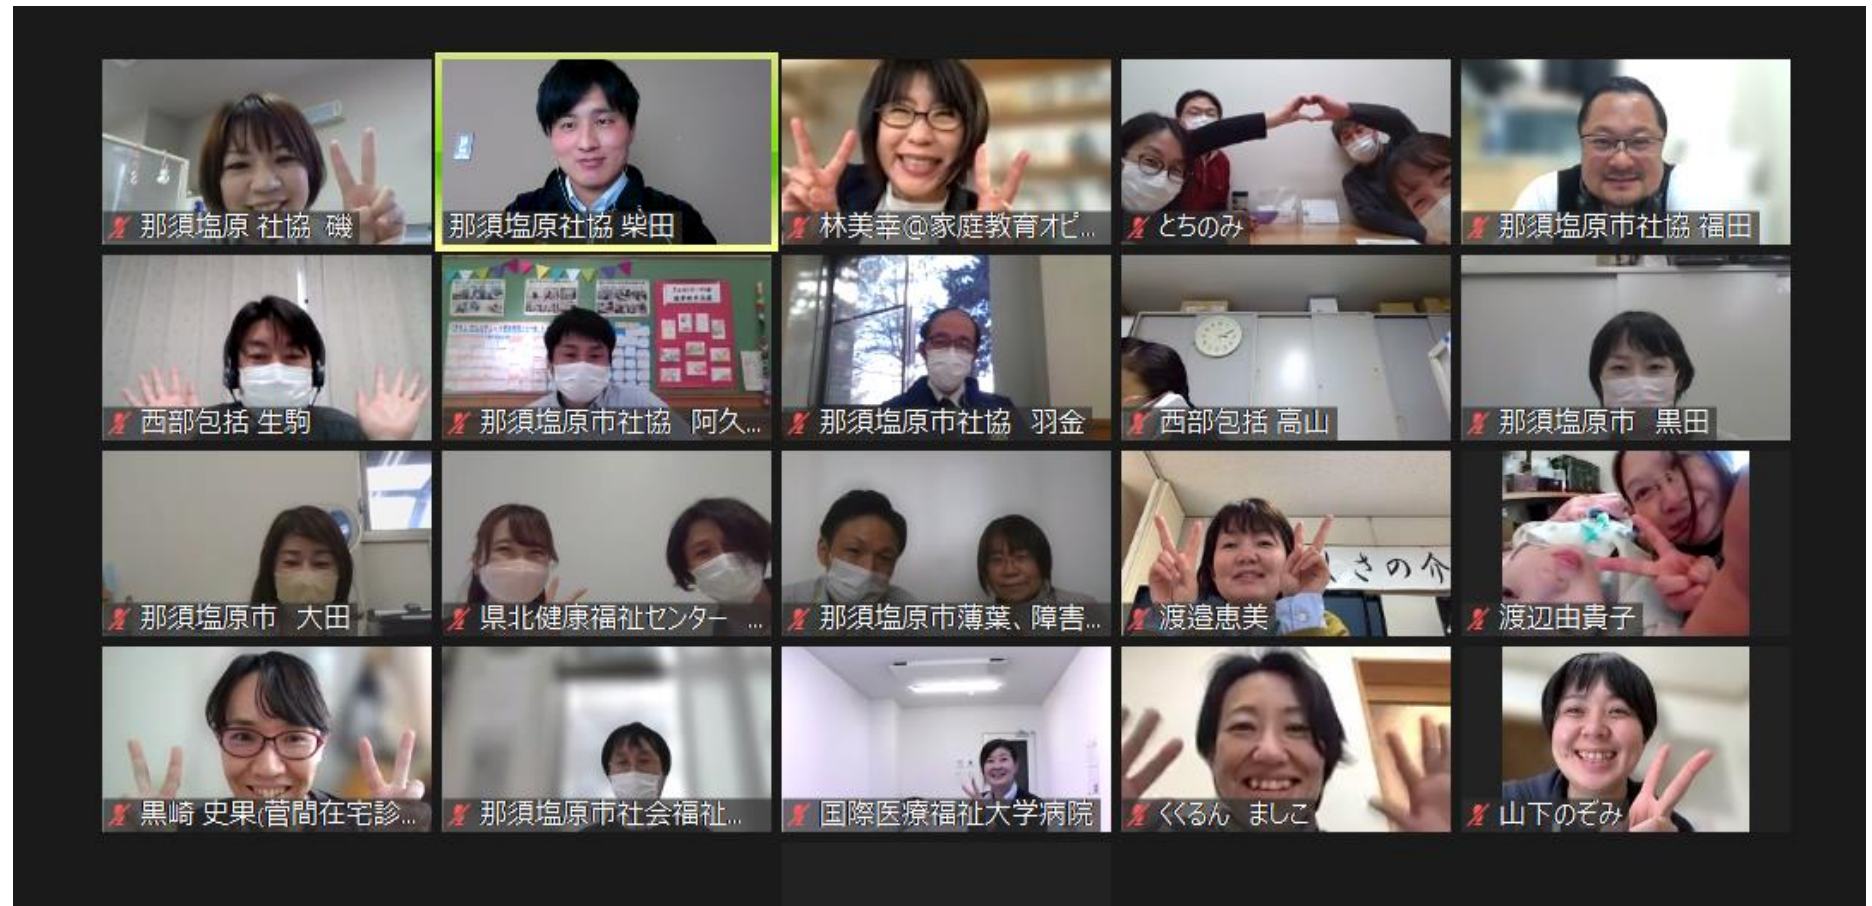 那須塩原 社協 磯
那須塩原社協 柴田
林美幸@家庭教育オピ...
とちのみ
那須塩原市社協 福田
西部包括 生駒
那須塩原市社協 阿久...
那須塩原市社協 羽金
西部包括 高山
那須塩原市 黒田
那須塩原市 大田
県北健康福祉センター ...
那須塩原市薄葉、障害...
さの介
渡邉恵美
渡辺由貴子
黒崎 史果(菅間在宅診...
那須塩原市社会福祉...
国際医療福祉大学病院
くくるん ましこ
山下のぞみ